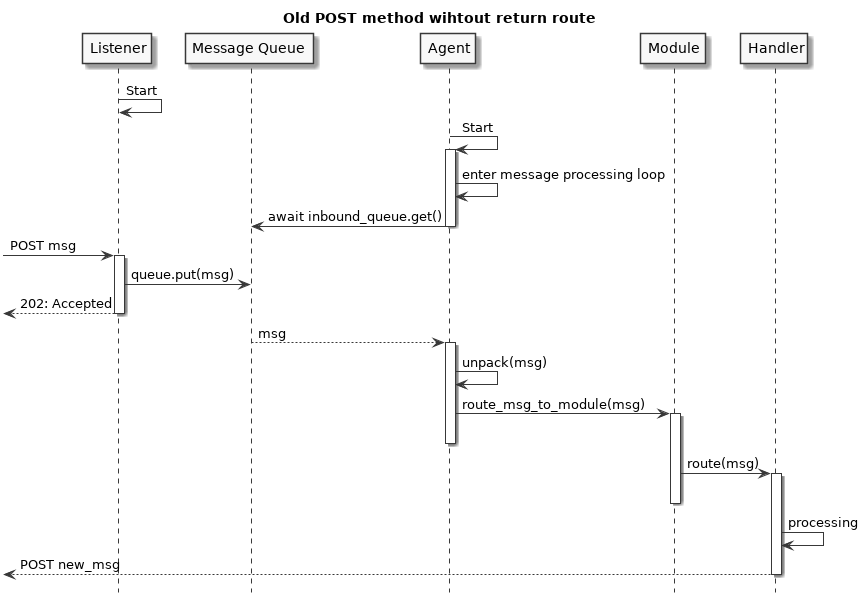 Old POST method wihtout return route
Listener
Message Queue
Agent
Module
Handler
Start
Start
enter message processing loop
await inbound_queue.get()
POST msg
queue.put(msg)
202: Accepted
msg
unpack(msg)
route_msg_to_module(msg)
route(msg)
processing
POST new_msg